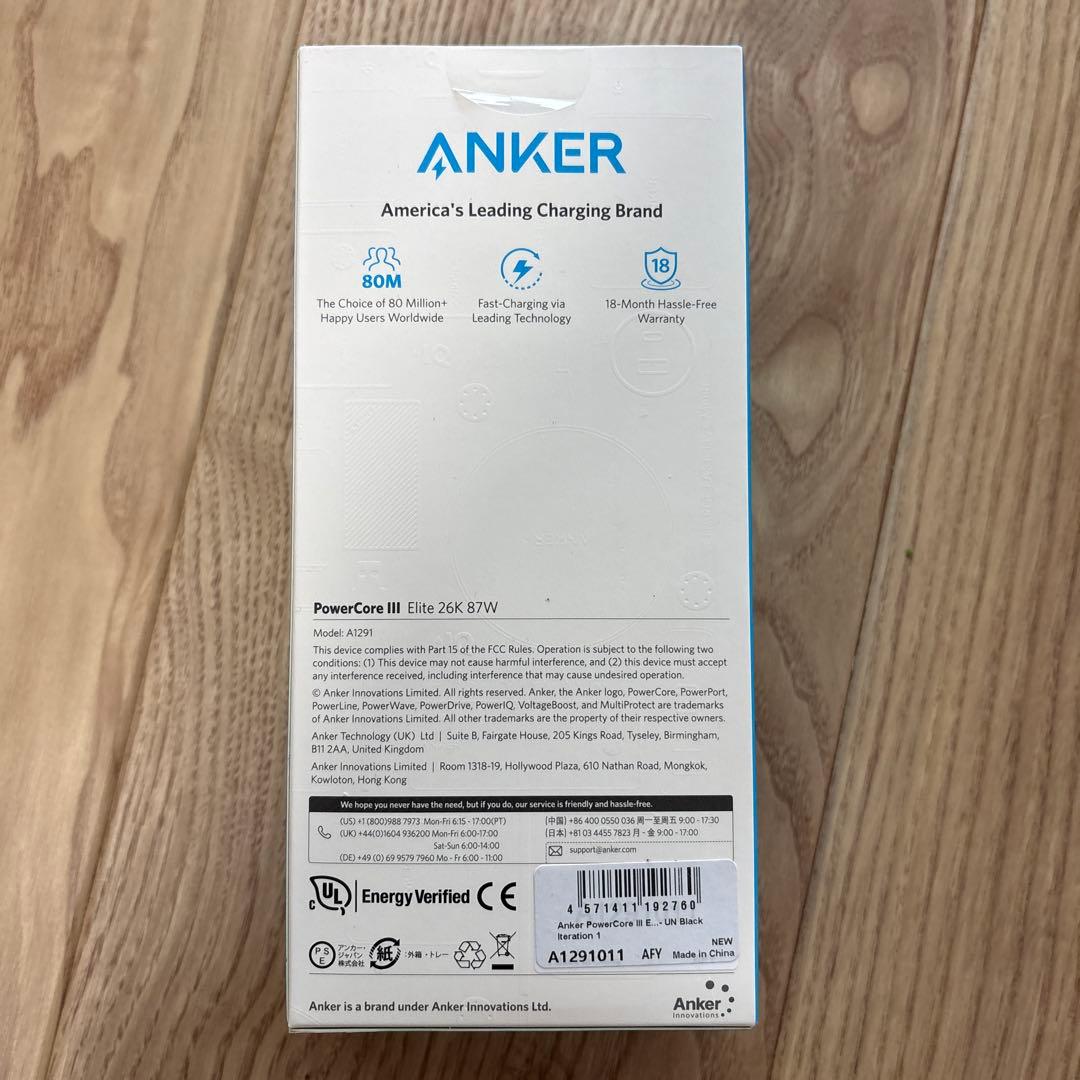 ANKER
America's Leading Charging Brand
80M
18
The Choice of 80 Million+
Happy Users Worldwide
Fast-Charging via
Leading Technology
18-Month Hassle-Free
Warranty
PowerCore III Elite 26K 87W
Model: A1291
This device complies with Part 15 of the FCC Rules. Operation is subject to the following two
conditions: (1) This device may not cause harmful interference, and (2) this device must accept
any interference received, including interference that may cause undesired operation.
© Anker Innovations Limited. All rights reserved. Anker, the Anker logo, PowerCore, PowerPort,
PowerLine, PowerWave, PowerDrive, PowerIQ, VoltageBoost, and MultiProtect are trademarks
of Anker Innovations Limited. All other trademarks are the property of their respective owners.
Anker Technology (UK) Ltd | Suite B, Fairgate House, 205 Kings Road, Tyseley, Birmingham,
B11 2AA, United Kingdom
Anker Innovations Limited | Room 1318-19, Hollywood Plaza, 610 Nathan Road, Mongkok,
Kowloton, Hong Kong
We hope you never have the need, but if you do, our service is friendly and hassle-free.
(US) +1 (800)988 7973 Mon-Fri 6:15 - 17:00(PT)
(UK) +44(0)1604 936200 Mon-Fri 6:00-17:00
Sat-Sun 6:00-14:00
(DE) +49 (0) 69 9579 7960 Mo - Fr 6:00 - 11:00
(中国) +86 400 0550 036 周一至周五 9:00 - 17:30
(日本) +81 03 4455 7823 月 - 金 9:00 - 17:00
support@anker.com
c UL Energy Verified CE
4 571411 192760
Anker PowerCore III E...- UN Black
Iteration 1
NEW
A1291011 AFY Made in China
PSE
アンカー・
ジャパン
株式会社
紙 :外箱・トレー
Anker is a brand under Anker Innovations Ltd.
Anker
Innovations